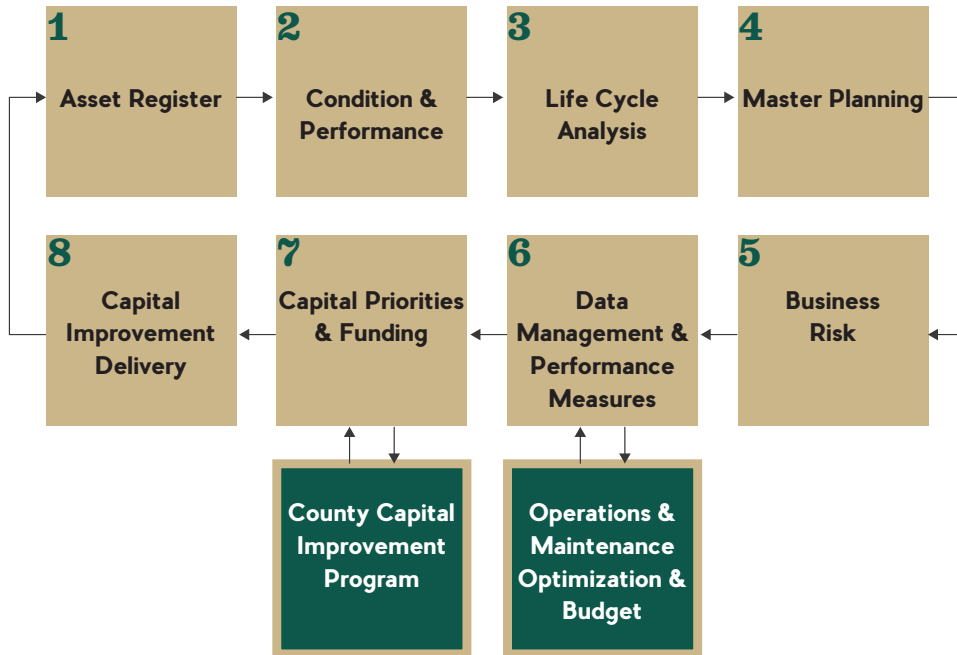 1
Asset Register
2
Condition &
Performance
3
Life Cycle
Analysis
4
Master Planning
5
Business
Risk
6
Data
Management &
Performance
Measures
7
Capital Priorities
& Funding
8
Capital
Improvement
Delivery
County Capital
Improvement
Program
Operations &
Maintenance
Optimization &
Budget